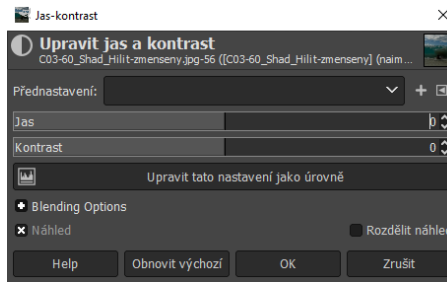 Jas-kontrast
Upravit jas a kontrast
C03-60_Shad_Hilit-zmenseny.jpg-56 ([C03-60_Shad_Hilit-zmenseny] (naim...
Přednastavení:
Jas 0
Kontrast 0
Upravit tato nastavení jako úrovně
Blending Options
Náhled Rozdělit náhled
Help Obnovit výchozí OK Zrušit